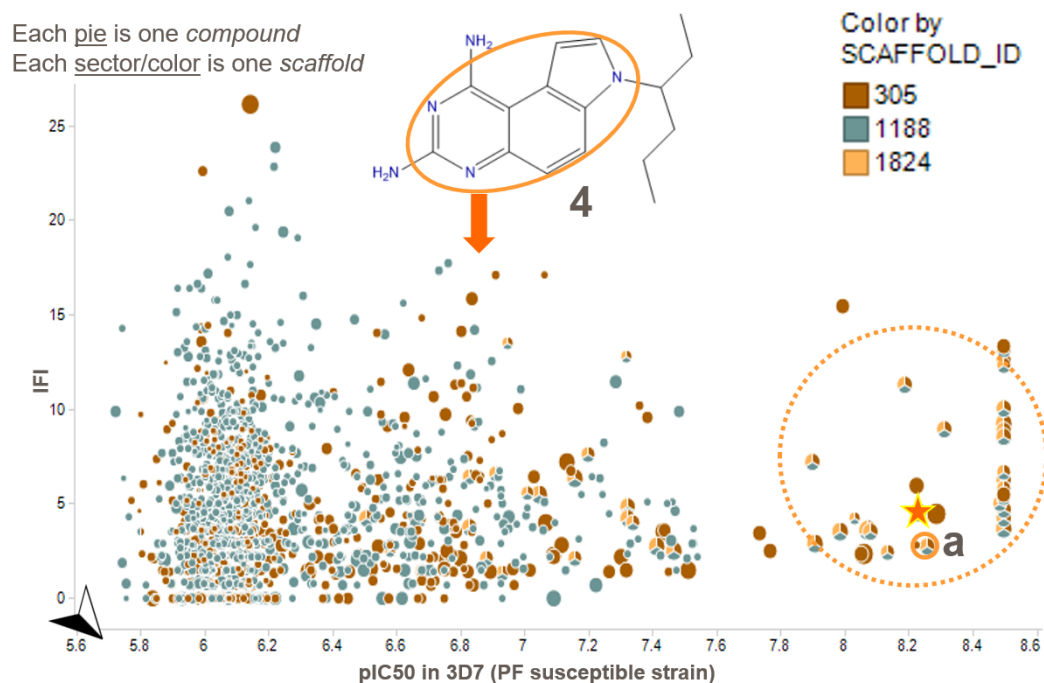 Each pie is one compound
Each sector/color is one scaffold
NH₂
N
N
H₂N
N
4
Color by
SCAFFOLD_ID
305
1188
1824
25
20
15
10
5
0
IFI
a
5.6 5.8 6 6.2 6.4 6.6 6.8 7 7.2 7.4 7.6 7.8 8 8.2 8.4 8.6
pIC50 in 3D7 (PF susceptible strain)